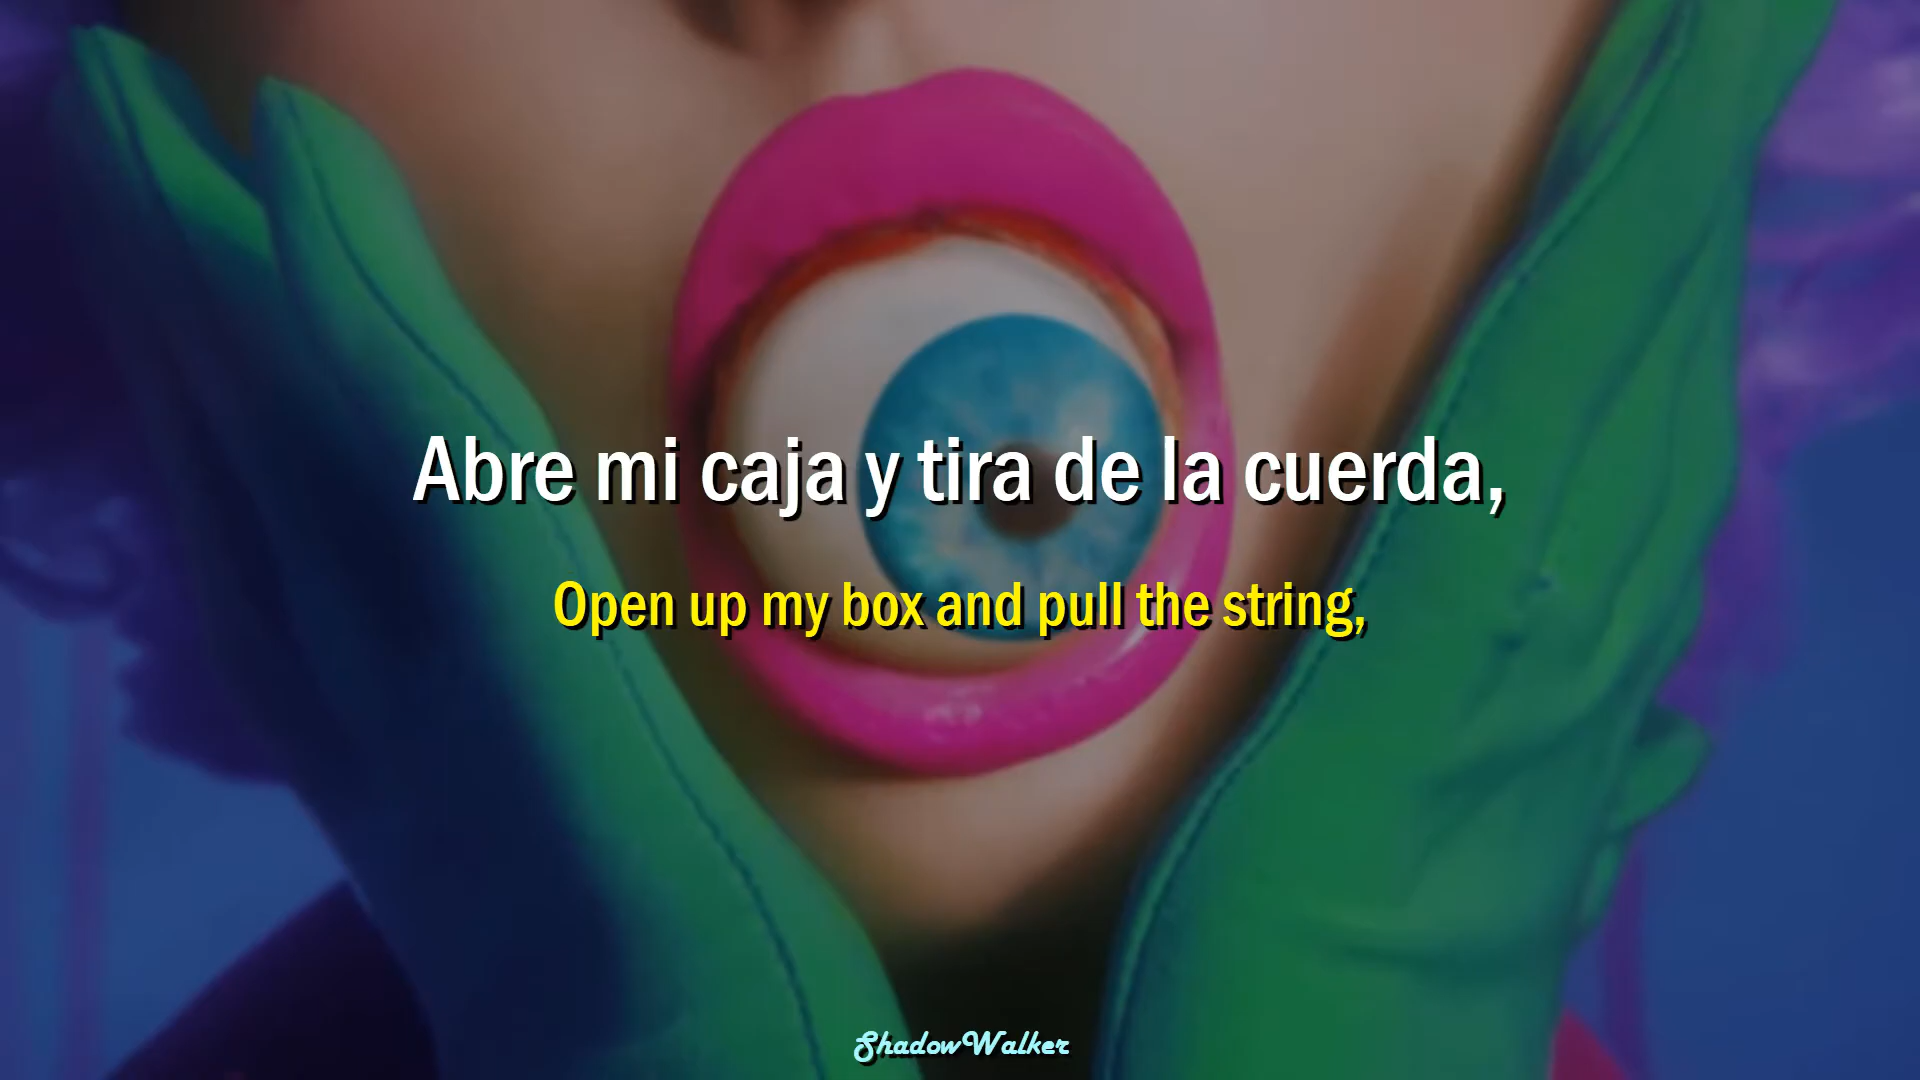 Abre mi caja y tira de la cuerda,
Open up my box and pull the string,
ShadowWalker